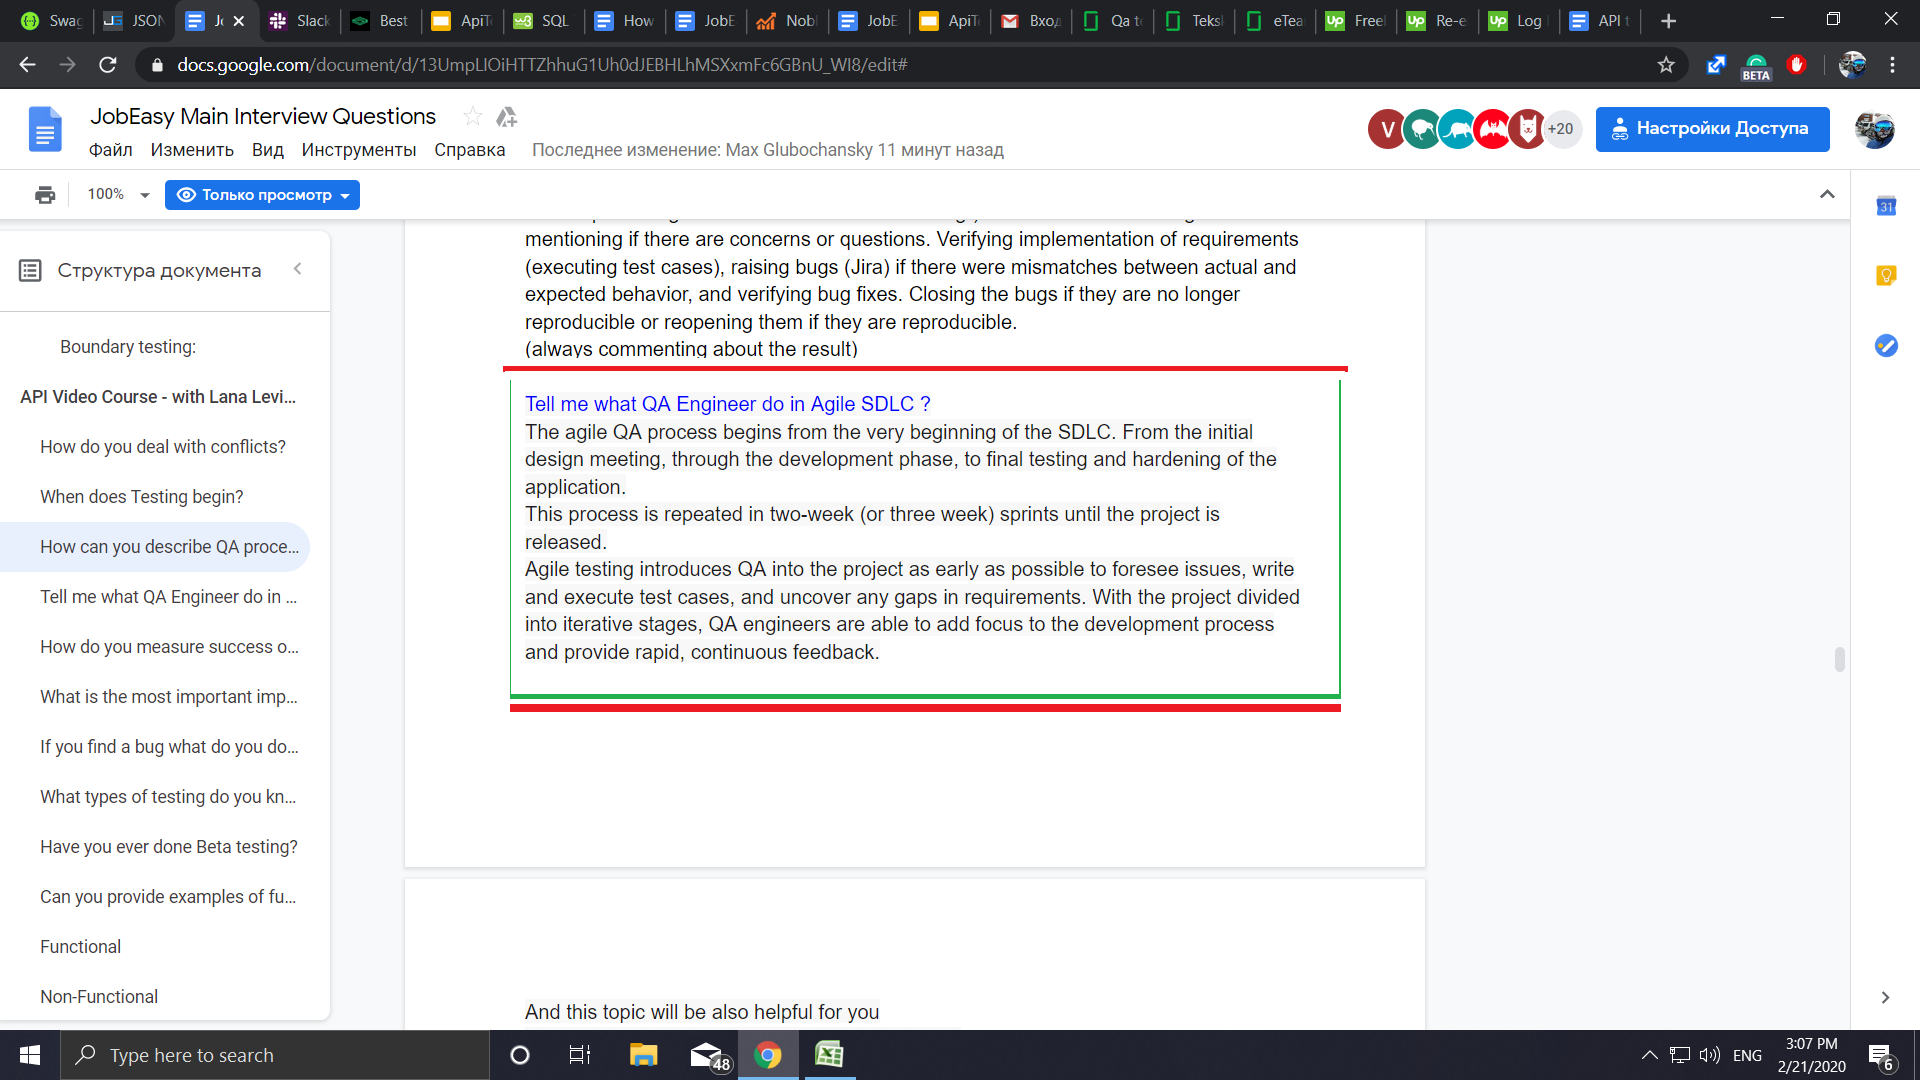 Swag
JSON
Jo
Slack
Best
ApiTe
SQL
How
JobE
Nobl
JobE
ApiTe
Вход
Qa te
Teksk
eTea
Freel
Re-e
Log
API t
docs.google.com/document/d/13UmpLIOiHTTZhhuG1Uh0dJEBHLhMSXxmFc6GBnU_WI8/edit#
BETA
JobEasy Main Interview Questions
Файл Изменить Вид Инструменты Справка Последнее изменение: Max Glubochansky 11 минут назад
V
+20
Настройки Доступа
100%
Только просмотр
31
Структура документа
Boundary testing:
API Video Course - with Lana Levi...
How do you deal with conflicts?
When does Testing begin?
How can you describe QA proce...
Tell me what QA Engineer do in ...
How do you measure success o...
What is the most important imp...
If you find a bug what do you do...
What types of testing do you kn...
Have you ever done Beta testing?
Can you provide examples of fu...
Functional
Non-Functional
mentioning if there are concerns or questions. Verifying implementation of requirements
(executing test cases), raising bugs (Jira) if there were mismatches between actual and
expected behavior, and verifying bug fixes. Closing the bugs if they are no longer
reproducible or reopening them if they are reproducible.
(always commenting about the result)
Tell me what QA Engineer do in Agile SDLC ?
The agile QA process begins from the very beginning of the SDLC. From the initial
design meeting, through the development phase, to final testing and hardening of the
application.
This process is repeated in two-week (or three week) sprints until the project is
released.
Agile testing introduces QA into the project as early as possible to foresee issues, write
and execute test cases, and uncover any gaps in requirements. With the project divided
into iterative stages, QA engineers are able to add focus to the development process
and provide rapid, continuous feedback.
And this topic will be also helpful for you
Type here to search
48
ENG
3:07 PM
2/21/2020
6